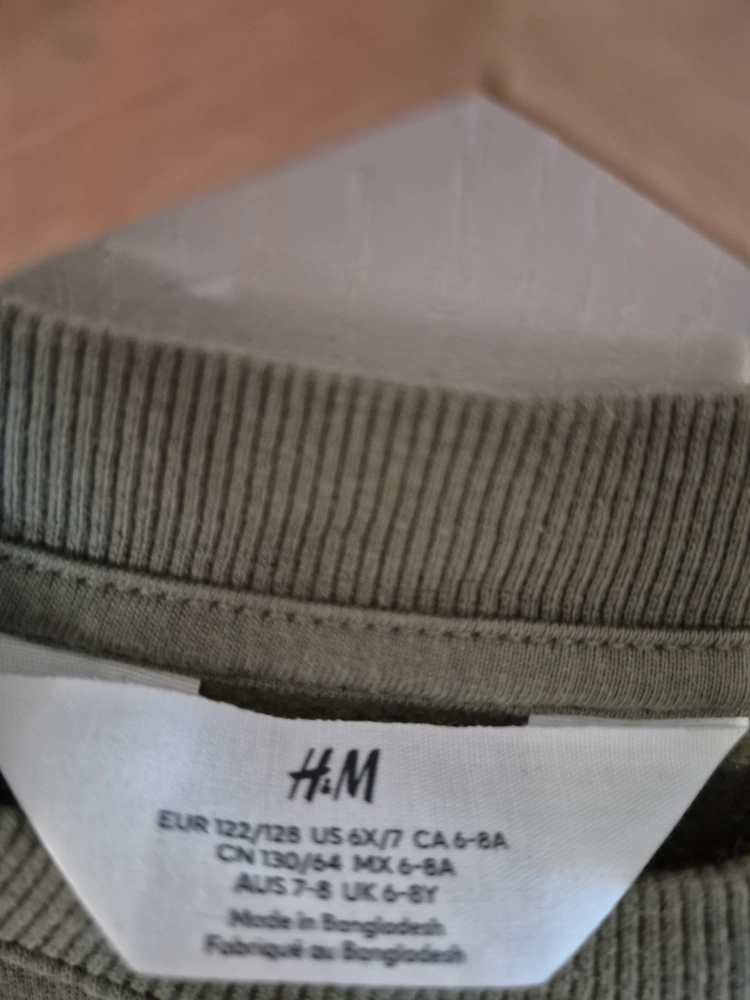 H&M
EUR 122/128 US 6X/7 CA 6-8A
CN 130/64 MX 6-8A
AUS 7-8 UK 6-8Y
Made in Bangladesh
Fabriqué au Bangladesh